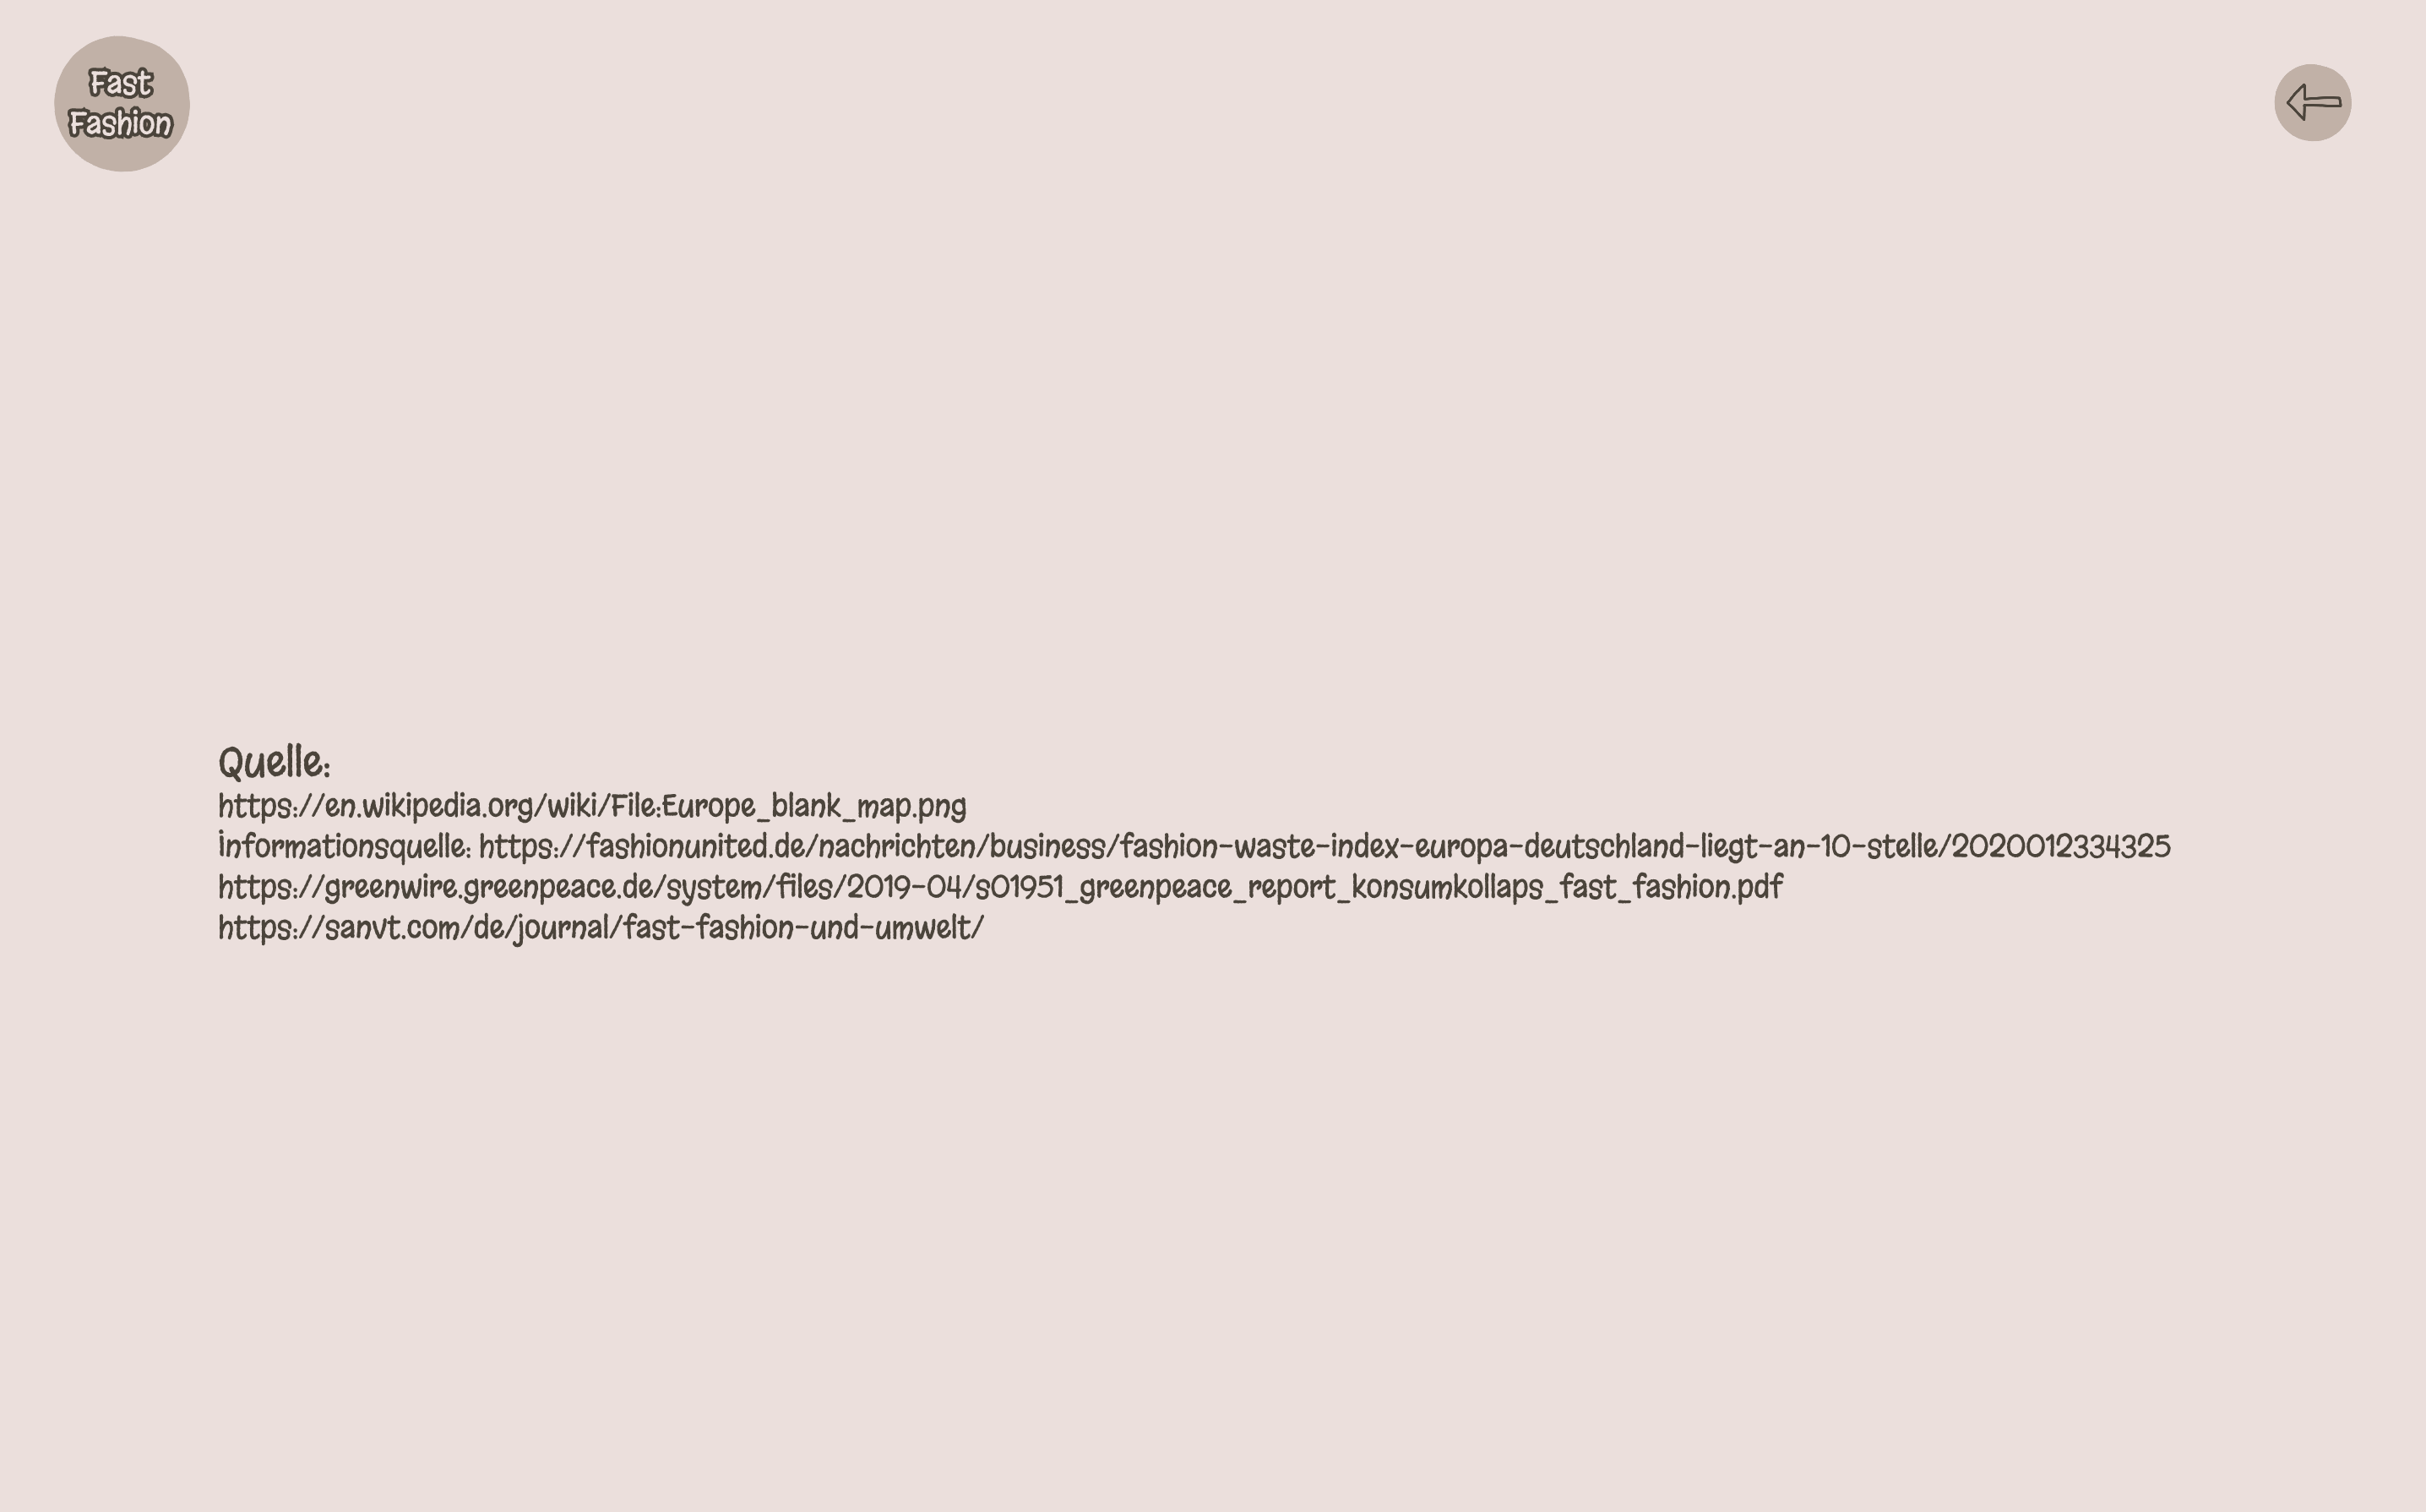 Fast
Fashion
Quelle:
https://en.wikipedia.org/wiki/File:Europe_blank_map.png
informationsquelle: https://fashionunited.de/nachrichten/business/fashion-waste-index-europa-deutschland-liegt-an-10-stelle/2020012334325
https://greenwire.greenpeace.de/system/files/2019-04/s01951_greenpeace_report_konsumkollaps_fast_fashion.pdf
https://sanvt.com/de/journal/fast-fashion-und-umwelt/